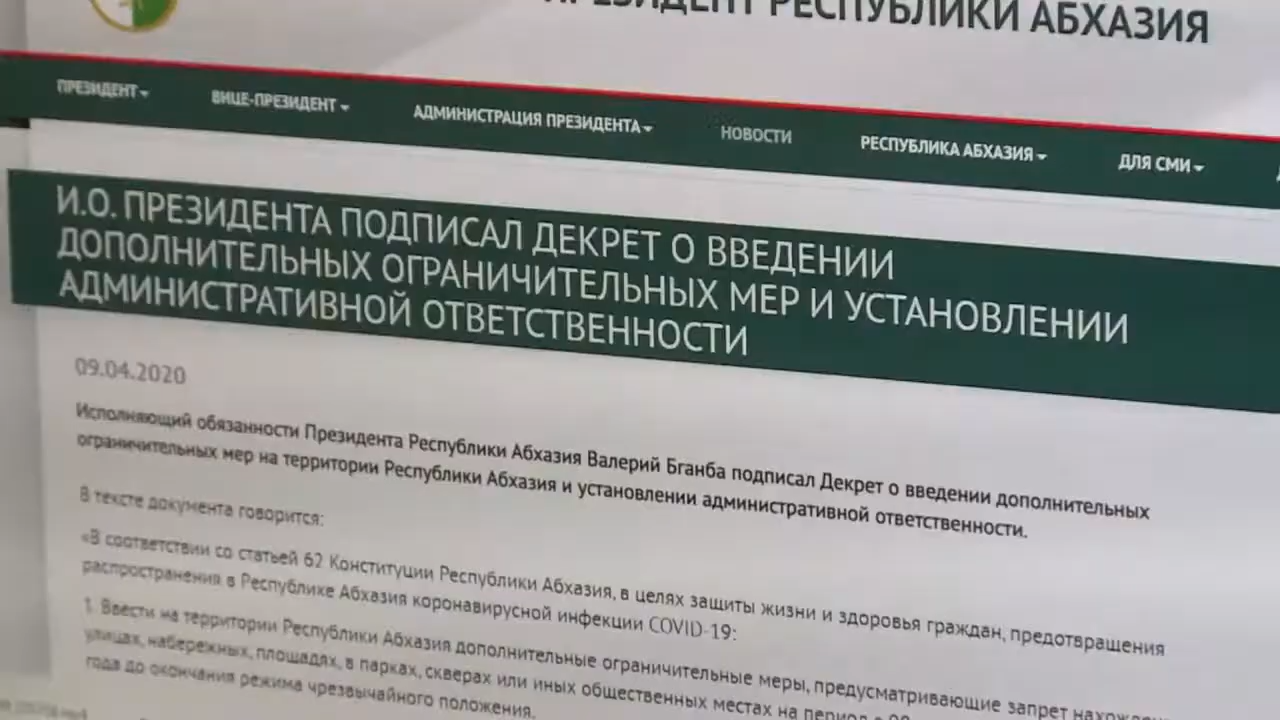 ПРЕЗИДЕНТ РЕСПУБЛИКИ АБХАЗИЯ
ПРЕЗИДЕНТ ВИЦЕ-ПРЕЗИДЕНТ АДМИНИСТРАЦИЯ ПРЕЗИДЕНТА НОВОСТИ РЕСПУБЛИКА АБХАЗИЯ ДЛЯ СМИ
И.О. ПРЕЗИДЕНТА ПОДПИСАЛ ДЕКРЕТ О ВВЕДЕНИИ
ДОПОЛНИТЕЛЬНЫХ ОГРАНИЧИТЕЛЬНЫХ МЕР И УСТАНОВЛЕНИИ
АДМИНИСТРАТИВНОЙ ОТВЕТСТВЕННОСТИ
09.04.2020
Исполняющий обязанности Президента Республики Абхазия Валерий Бганба подписал Декрет о введении дополнительных
ограничительных мер на территории Республики Абхазия и установлении административной ответственности.
В тексте документа говорится:
«В соответствии со статьей 62 Конституции Республики Абхазия, в целях защиты жизни и здоровья граждан, предотвращения
распространения в Республике Абхазия коронавирусной инфекции COVID-19:
1. Ввести на территории Республики Абхазия дополнительные ограничительные меры, предусматривающие запрет
улицах, набережных, площадях, в парках, скверах или иных общественных местах на период с
года до окончания режима чрезвычайного положения.